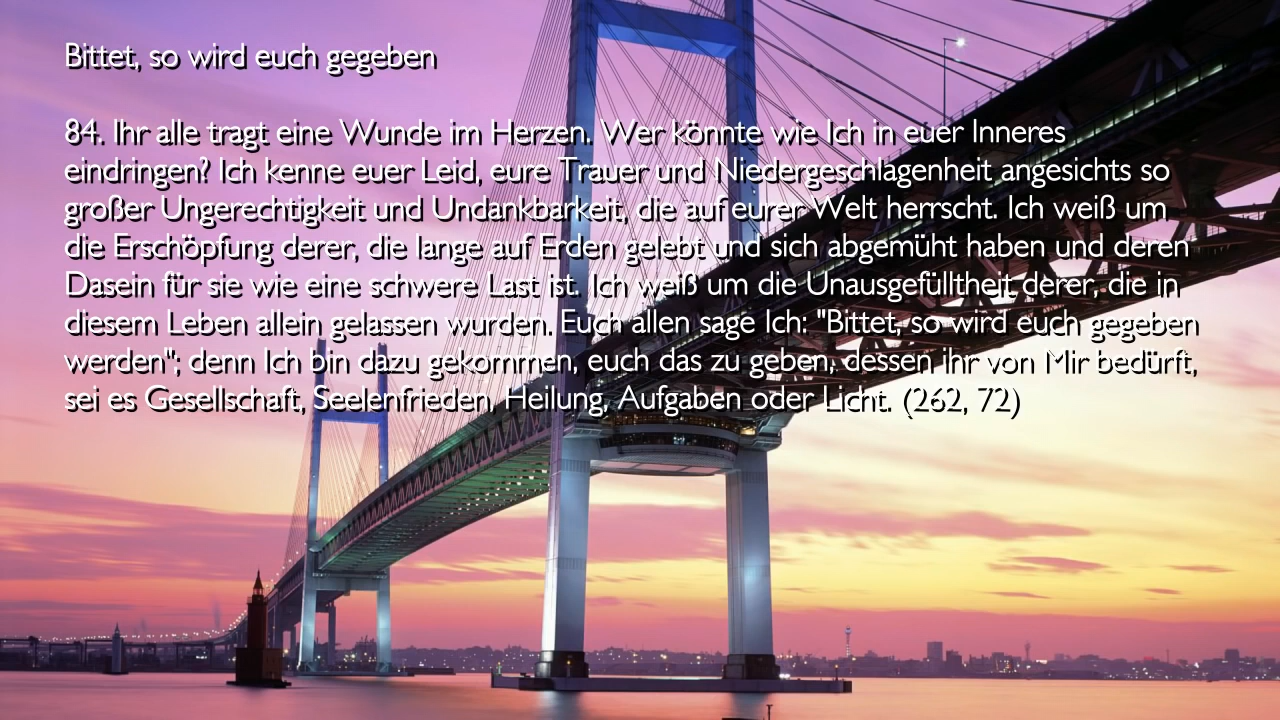 Bittet, so wird euch gegeben
84. Ihr alle tragt eine Wunde im Herzen. Wer könnte wie Ich in euer Inneres
eindringen? Ich kenne euer Leid, eure Trauer und Niedergeschlagenheit angesichts so
großer Ungerechtigkeit und Undankbarkeit, die auf eurer Welt herrscht. Ich weiß um
die Erschöpfung derer, die lange auf Erden gelebt und sich abgemüht haben und deren
Dasein für sie wie eine schwere Last ist. Ich weiß um die Unausgefülltheit derer, die in
diesem Leben allein gelassen wurden. Euch allen sage Ich: "Bittet, so wird euch gegeben
werden"; denn Ich bin dazu gekommen, euch das zu geben, dessen ihr von Mir bedürft,
sei es Gesellschaft, Seelenfrieden, Heilung, Aufgaben oder Licht. (262, 72)